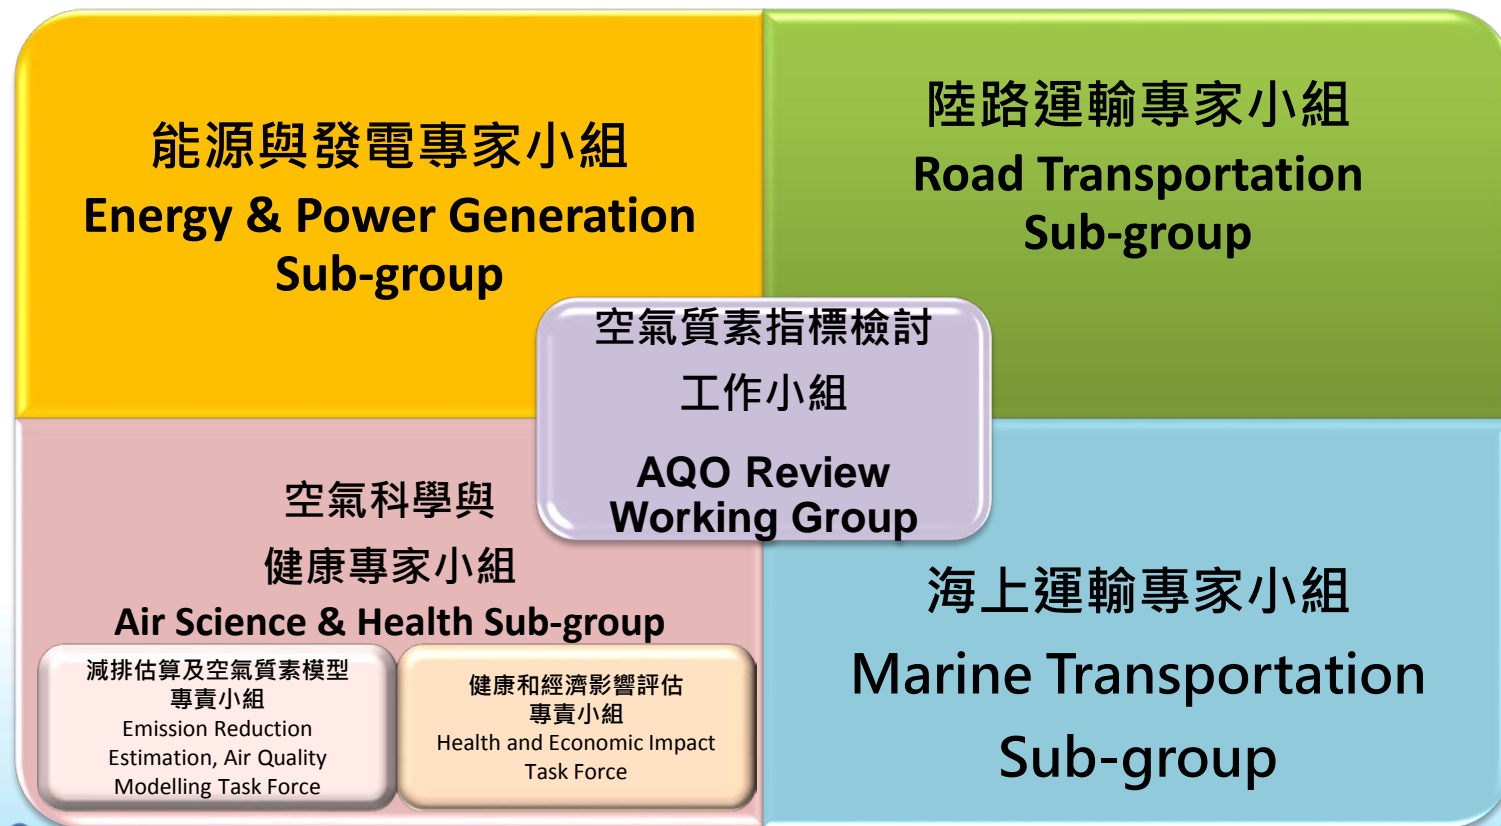 能源與發電專家小組
Energy & Power Generation
Sub-group
陸路運輸專家小組
Road Transportation
Sub-group
空氣質素指標檢討
工作小組
AQO Review
Working Group
空氣科學與
健康專家小組
Air Science & Health Sub-group
減排估算及空氣質素模型
專責小組
Emission Reduction
Estimation, Air Quality
Modelling Task Force
健康和經濟影響評估
專責小組
Health and Economic Impact
Task Force
海上運輸專家小組
Marine Transportation
Sub-group